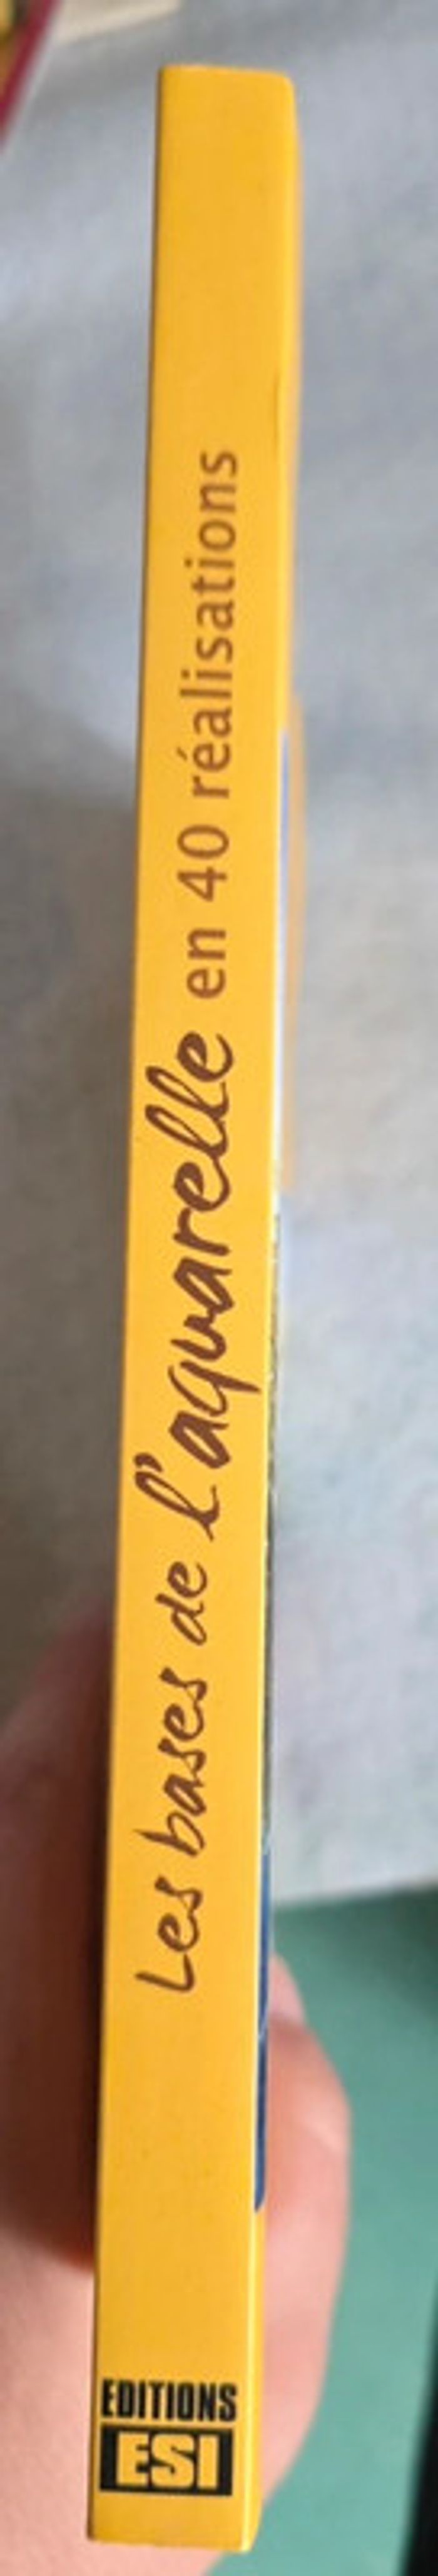 Les bases de l'aquarelle en 40 réalisations
EDITIONS
ESI